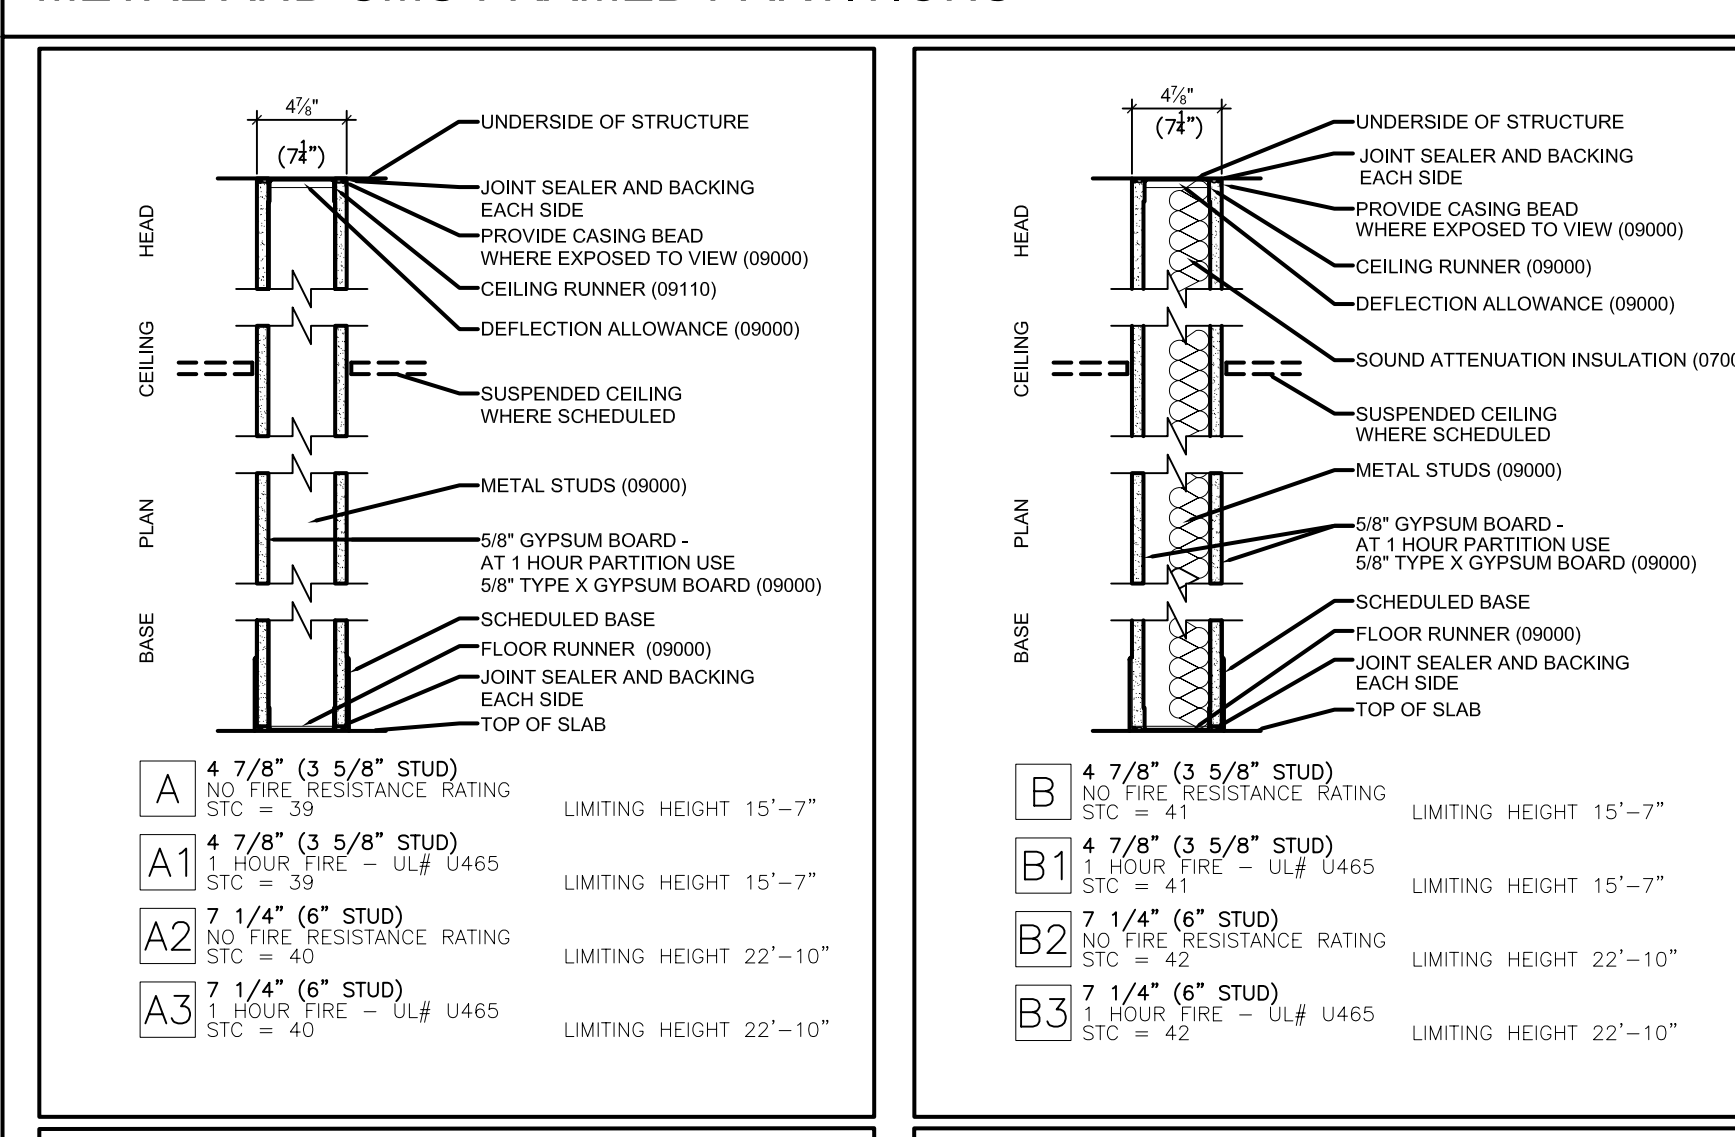 METAL AND CMU FRAMED PARTITIONS
4⅞"
(7¼")
UNDERSIDE OF STRUCTURE
JOINT SEALER AND BACKING
EACH SIDE
PROVIDE CASING BEAD
WHERE EXPOSED TO VIEW (09000)
CEILING RUNNER (09110)
DEFLECTION ALLOWANCE (09000)
SUSPENDED CEILING
WHERE SCHEDULED
METAL STUDS (09000)
5/8" GYPSUM BOARD -
AT 1 HOUR PARTITION USE
5/8" TYPE X GYPSUM BOARD (09000)
SCHEDULED BASE
FLOOR RUNNER (09000)
JOINT SEALER AND BACKING
EACH SIDE
TOP OF SLAB
HEAD
CEILING
PLAN
BASE
A
4 7/8” (3 5/8” STUD)
NO FIRE RESISTANCE RATING
STC = 39 LIMITING HEIGHT 15’-7”
A1
4 7/8” (3 5/8” STUD)
1 HOUR FIRE - UL# U465
STC = 39 LIMITING HEIGHT 15’-7”
A2
7 1/4” (6” STUD)
NO FIRE RESISTANCE RATING
STC = 40 LIMITING HEIGHT 22’-10”
A3
7 1/4” (6” STUD)
1 HOUR FIRE - UL# U465
STC = 40 LIMITING HEIGHT 22’-10”
4⅞"
(7¼")
UNDERSIDE OF STRUCTURE
JOINT SEALER AND BACKING
EACH SIDE
PROVIDE CASING BEAD
WHERE EXPOSED TO VIEW (09000)
CEILING RUNNER (09000)
DEFLECTION ALLOWANCE (09000)
SOUND ATTENUATION INSULATION (0700
SUSPENDED CEILING
WHERE SCHEDULED
METAL STUDS (09000)
5/8" GYPSUM BOARD -
AT 1 HOUR PARTITION USE
5/8" TYPE X GYPSUM BOARD (09000)
SCHEDULED BASE
FLOOR RUNNER (09000)
JOINT SEALER AND BACKING
EACH SIDE
TOP OF SLAB
HEAD
CEILING
PLAN
BASE
B
4 7/8” (3 5/8” STUD)
NO FIRE RESISTANCE RATING
STC = 41 LIMITING HEIGHT 15’-7”
B1
4 7/8” (3 5/8” STUD)
1 HOUR FIRE - UL# U465
STC = 41 LIMITING HEIGHT 15’-7”
B2
7 1/4” (6” STUD)
NO FIRE RESISTANCE RATING
STC = 42 LIMITING HEIGHT 22’-10”
B3
7 1/4” (6” STUD)
1 HOUR FIRE - UL# U465
STC = 42 LIMITING HEIGHT 22’-10”